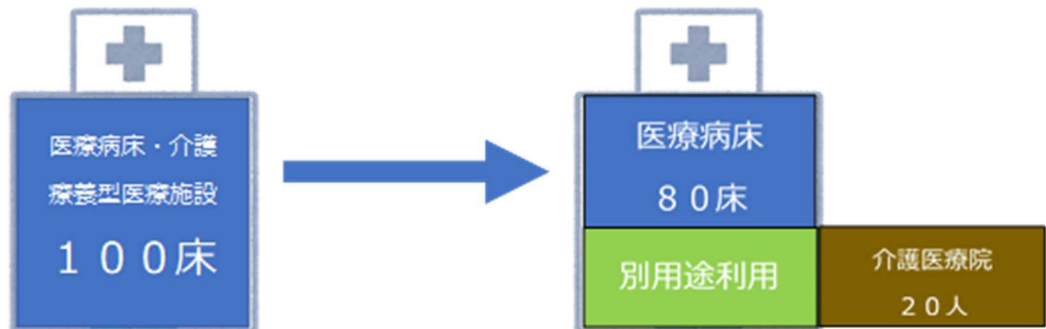 医療病床・介護
療養型医療施設
１００床
医療病床
８０床
別用途利用
介護医療院
２０人